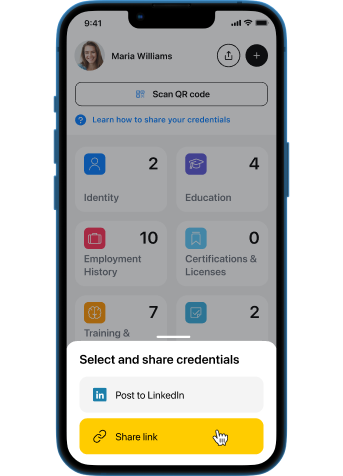 9:41
Maria Williams
Scan QR code
? Learn how to share your credentials
2
4
Identity
Education
10
0
Employment
History
Certifications &
Licenses
7
2
Training &
Select and share credentials
in Post to LinkedIn
Share link